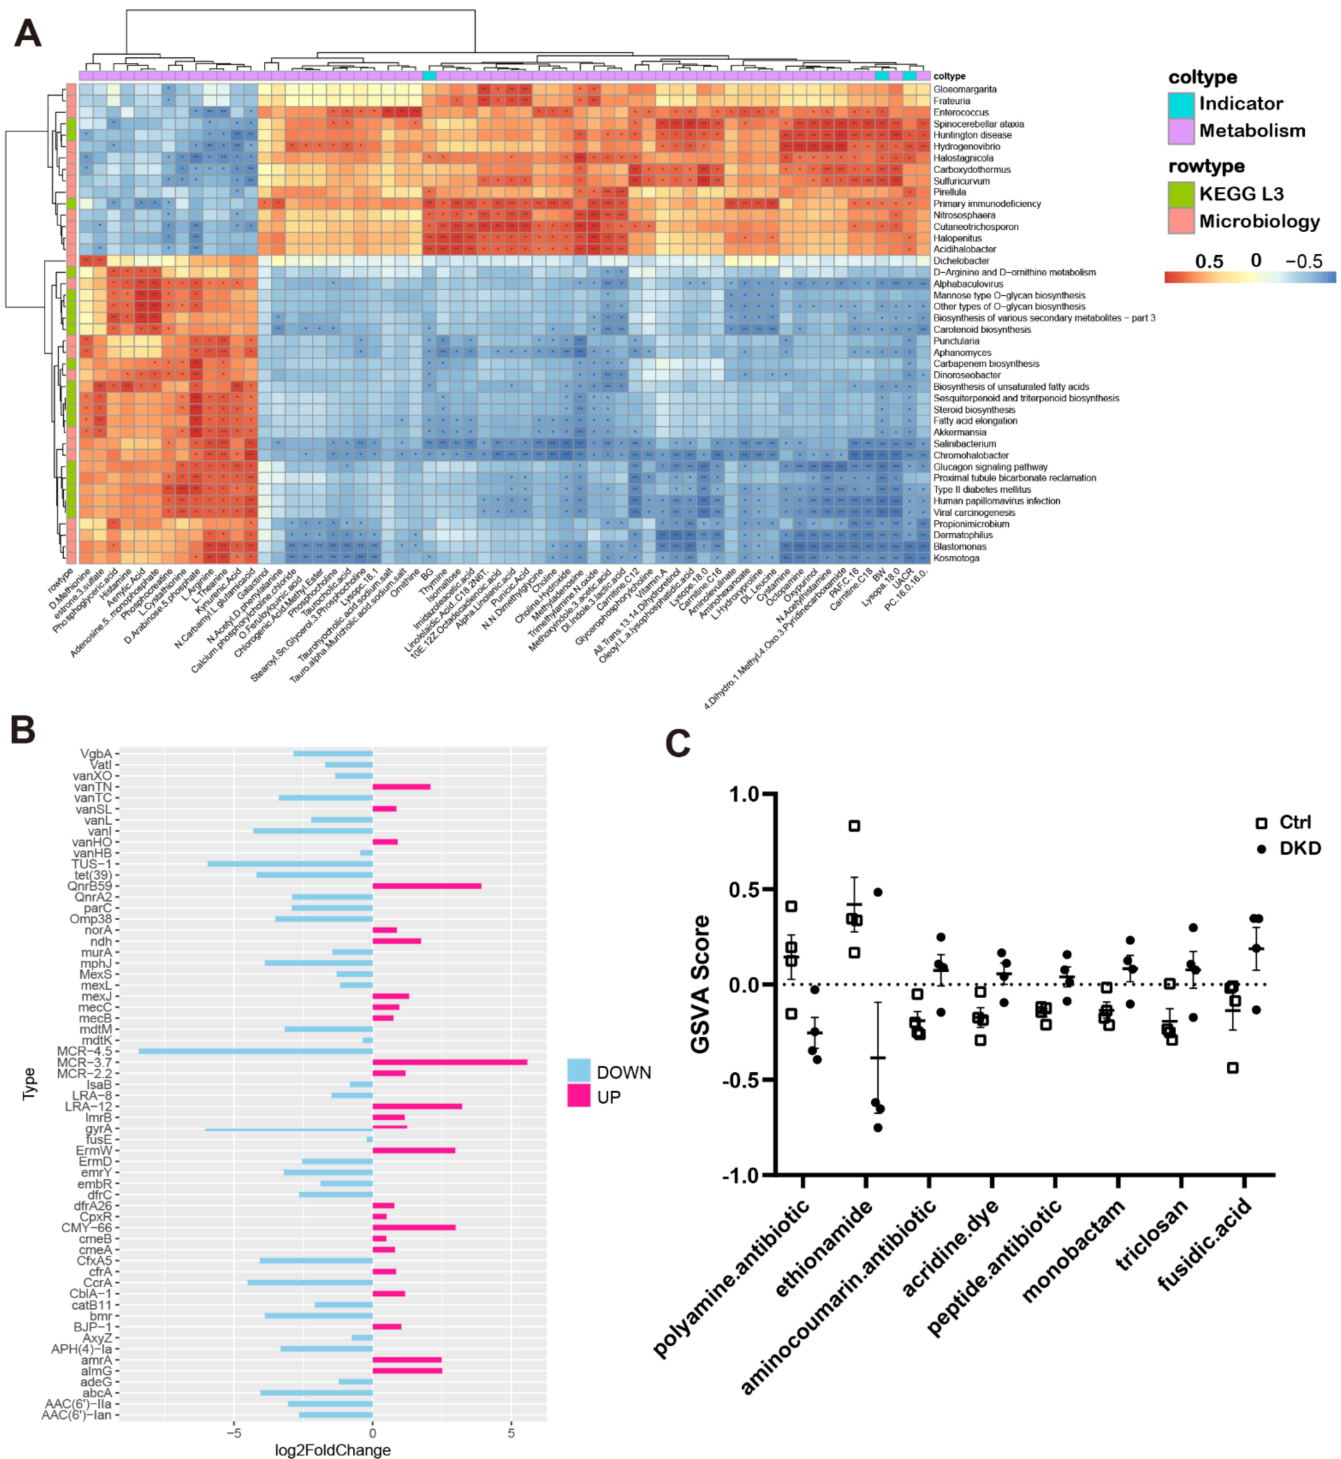 A
coltype
Gloeomargarita
Frateuria
Enterococcus
Spinocerebellar ataxia
Huntington disease
Hydrogenovibrio
Halostagnicola
Carboxydothermus
Sulfuricurvum
Pirellula
Primary immunodeficiency
Nitrososphaera
Cutaneotrichosporon
Halopenitus
Acidihalobacter
Dichelobacter
D-Arginine and D-ornithine metabolism
Alphabaculovirus
Mannose type O-glycan biosynthesis
Other types of O-glycan biosynthesis
Biosynthesis of various secondary metabolites - part 3
Carotenoid biosynthesis
Punctularia
Aphanomyces
Carbapenem biosynthesis
Dinoroseobacter
Biosynthesis of unsaturated fatty acids
Sesquiterpenoid and triterpenoid biosynthesis
Steroid biosynthesis
Fatty acid elongation
Akkermansia
Salinibacterium
Chromohalobacter
Glucagon signaling pathway
Proximal tubule bicarbonate reclamation
Type II diabetes mellitus
Human papillomavirus infection
Viral carcinogenesis
Propionimicrobium
Dermatophilus
Blastomonas
Kosmotoga
coltype
Indicator
Metabolism
rowtype
KEGG L3
Microbiology
0.5 0 −0.5
rowtype
D.Methionine
estrone.3.sulfate
Phosphoglyceric.acid
Histamine
Adenylic.Acid
Adenosine.5...monophosphate
Phosphocreatine
L.Cystathionine
D.Arabinose.5.phosphate
L.Arginine
L.Theanine
Kynurenic.Acid
N.Carbamyl.L.glutamicacid
Galactinol
N.Acetyl.D.phenylalanine
Calcium.phosphorylcholine.chloride
O.Feruloylquinic.acid
Chlorogenic.Acid.Methyl.Ester
Phosphocholine
Taurocholic.acid
Stearoyl.Sn.Glycerol.3.Phosphocholine
Lysopc.18.1
Taurohyocholic.acid.sodium.salt
Tauro.alpha.Muricholic.acid.sodium.salt
Ornithine
BG
Thymine
Isomaltose
Imidazoleacetic.acid
Linolelaidic.Acid..C18.2N6T.
10E.12Z.Octadecadienoic.acid
Alpha.Linolenic.acid
Punicic.Acid
N.N.Dimethylglycine
Choline
Choline.Hydroxide
Methyladenosine
Trimethylamine.N.oxide
Methoxyindole.3.acetic.acid
Dl.Indole.3.lactic.acid
Carnitine.C12
Glycerophosphorylcholine
Vitamin.A
All.Trans.13.14.Dihydroretinol
Oleoyl.L.a.lysophosphatidic.acid
Lysope.18.0
Carnitine.C16
Aminolevulinate
Aminohexanoate
L.Hydroxyproline
DL.Leucine
Cystamine
Octopamine
Oxypurinol
N.Acetylhistamine
4.Dihydro.1.Methyl.4.Oxo.3.Pyridinecarboxamide
PAF.C.16
Carnitine.C18
BW
Lysopa.18.0
UACR
PC.16.0.16.0.
B
VgbA
VatI
vanXO
vanTN
vanTC
vanSL
vanL
vanI
vanHO
vanHB
TUS−1
tet(39)
QnrB59
QnrA2
parC
Omp38
norA
ndh
murA
mphJ
MexS
mexL
mexJ
mecC
mecB
mdtM
mdtK
MCR−4.5
MCR−3.7
MCR−2.2
lsaB
LRA−8
LRA−12
lmrB
gyrA
fusE
ErmW
ErmD
emrY
embR
dfrC
dfrA26
CpxR
CMY−66
cmeB
cmeA
CfxA5
cfrA
CcrA
CblA−1
catB11
bmr
BJP−1
AxyZ
APH(4)−Ia
amrA
almG
adeG
abcA
AAC(6')−IIa
AAC(6')−Ian
Type
−5 0 5
log2FoldChange
DOWN
UP
C
1.0
0.5
0.0
-0.5
-1.0
GSVA Score
Ctrl
DKD
polyamine.antibiotic
ethionamide
aminocoumarin.antibiotic
acridine.dye
peptide.antibiotic
monobactam
triclosan
fusidic.acid